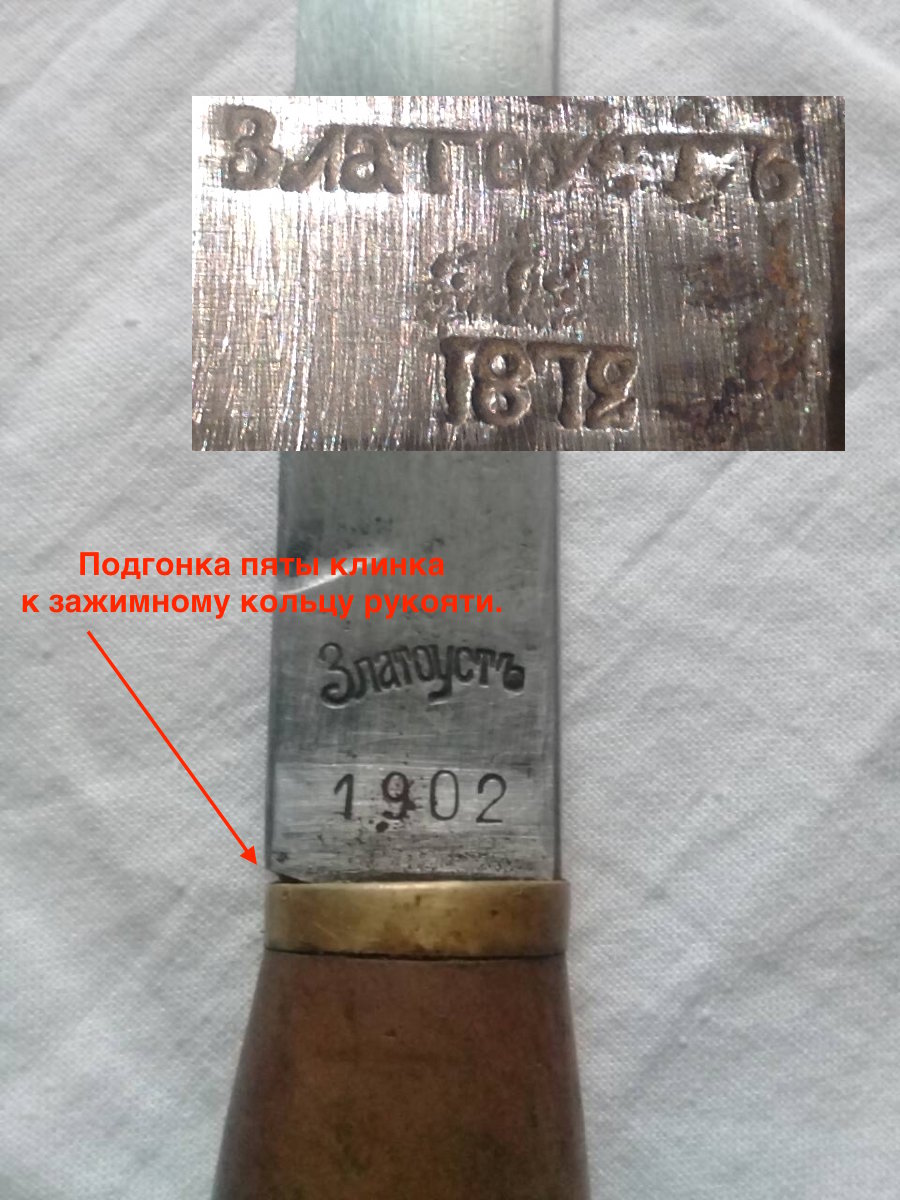 Златоустъ
1872
Подгонка пяты клинка
к зажимному кольцу рукояти.
Златоустъ
1902